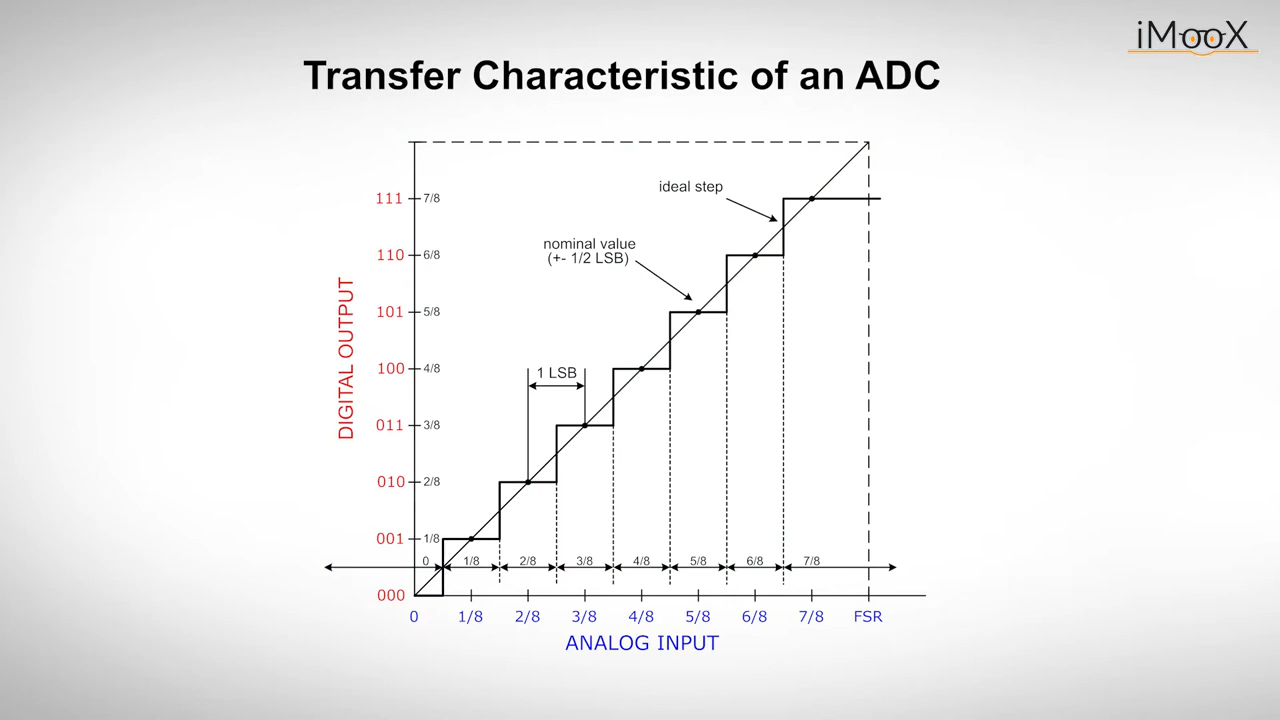 iMooX
Transfer Characteristic of an ADC
ideal step
111 7/8
nominal value
(+- 1/2 LSB)
110 6/8
101 5/8
DIGITAL OUTPUT
100 4/8
1 LSB
011 3/8
010 2/8
001 1/8
0 1/8 2/8 3/8 4/8 5/8 6/8 7/8
000
0 1/8 2/8 3/8 4/8 5/8 6/8 7/8 FSR
ANALOG INPUT